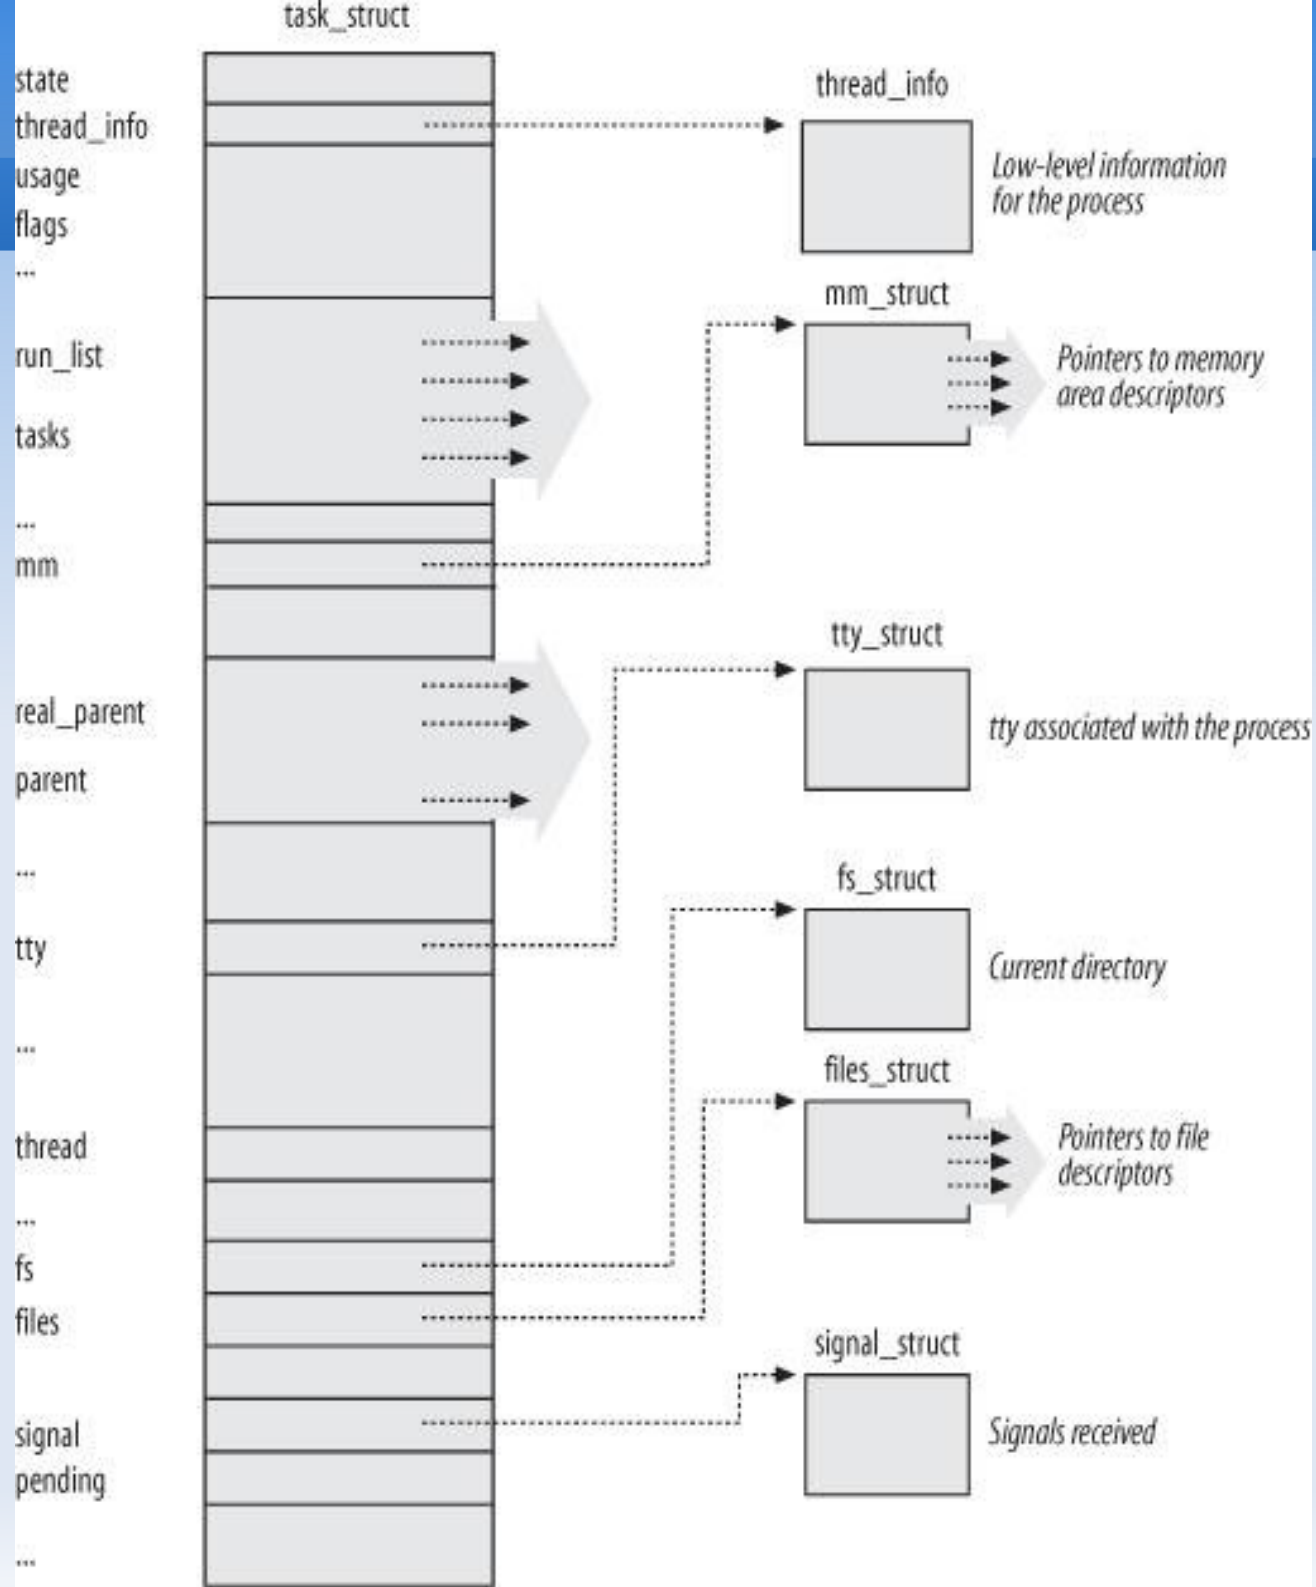 task_struct
state
thread_info
usage
flags
...
run_list
tasks
...
mm
real_parent
parent
...
tty
...
thread
...
fs
files
signal
pending
...
thread_info
Low-level information
for the process
mm_struct
Pointers to memory
area descriptors
tty_struct
tty associated with the process
fs_struct
Current directory
files_struct
Pointers to file
descriptors
signal_struct
Signals received